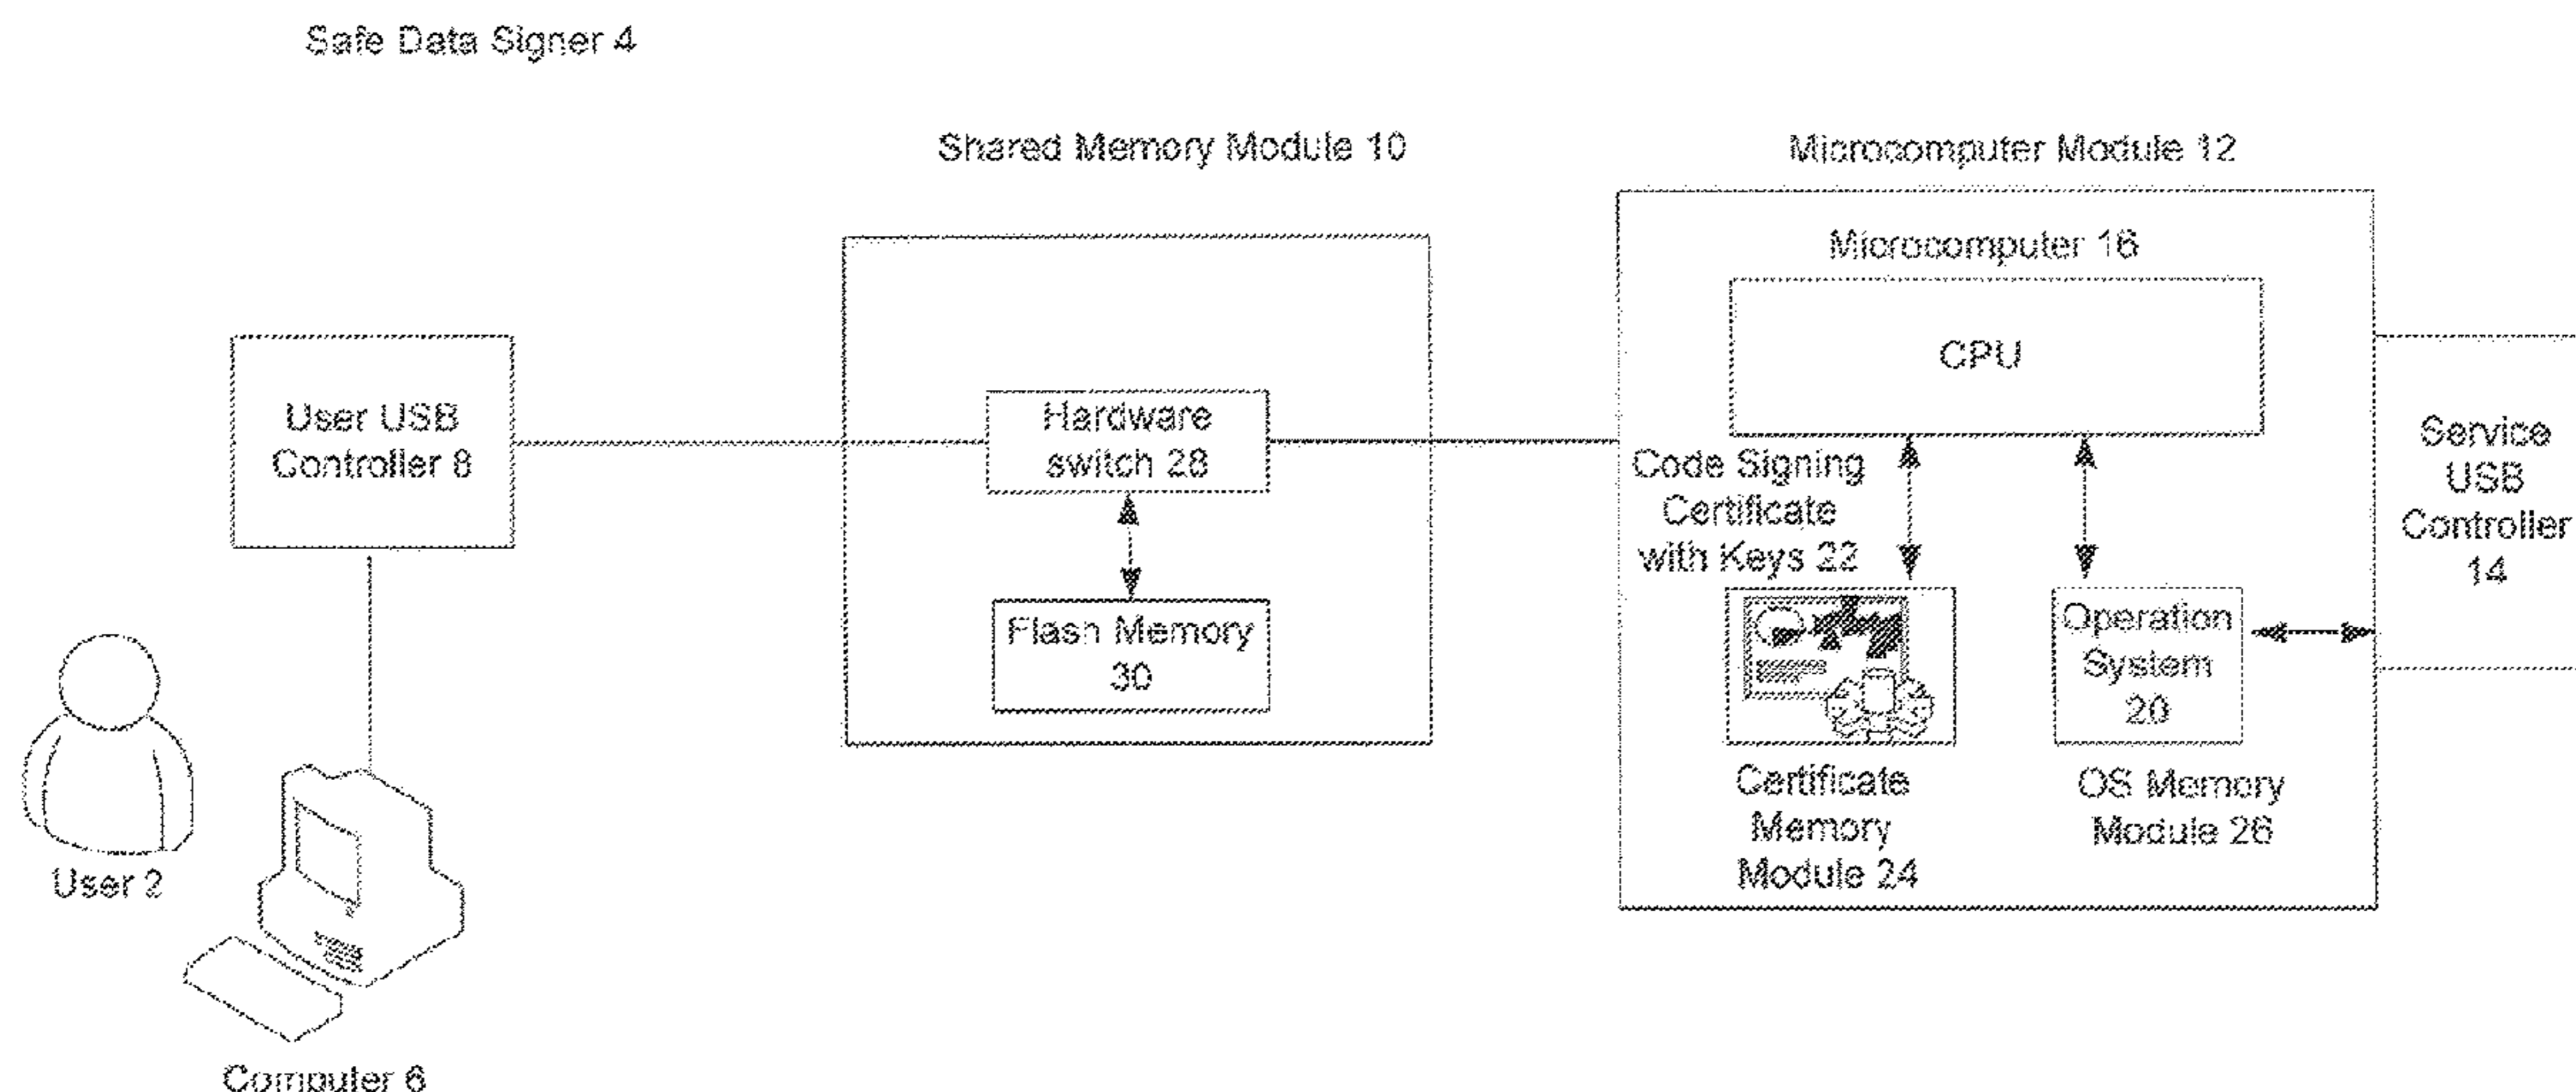 Safe Data Signer 4
Shared Memory Module 10
Microcomputer Module 12
Microcomputer 16
CPU
User USB
Controller 8
Hardware
switch 28
Flash Memory
30
Code Signing
Certificate
with Keys 22
Operation
System
20
Service
USB
Controller
14
Certificate
Memory
Module 24
OS Memory
Module 26
User 2
Computer 6